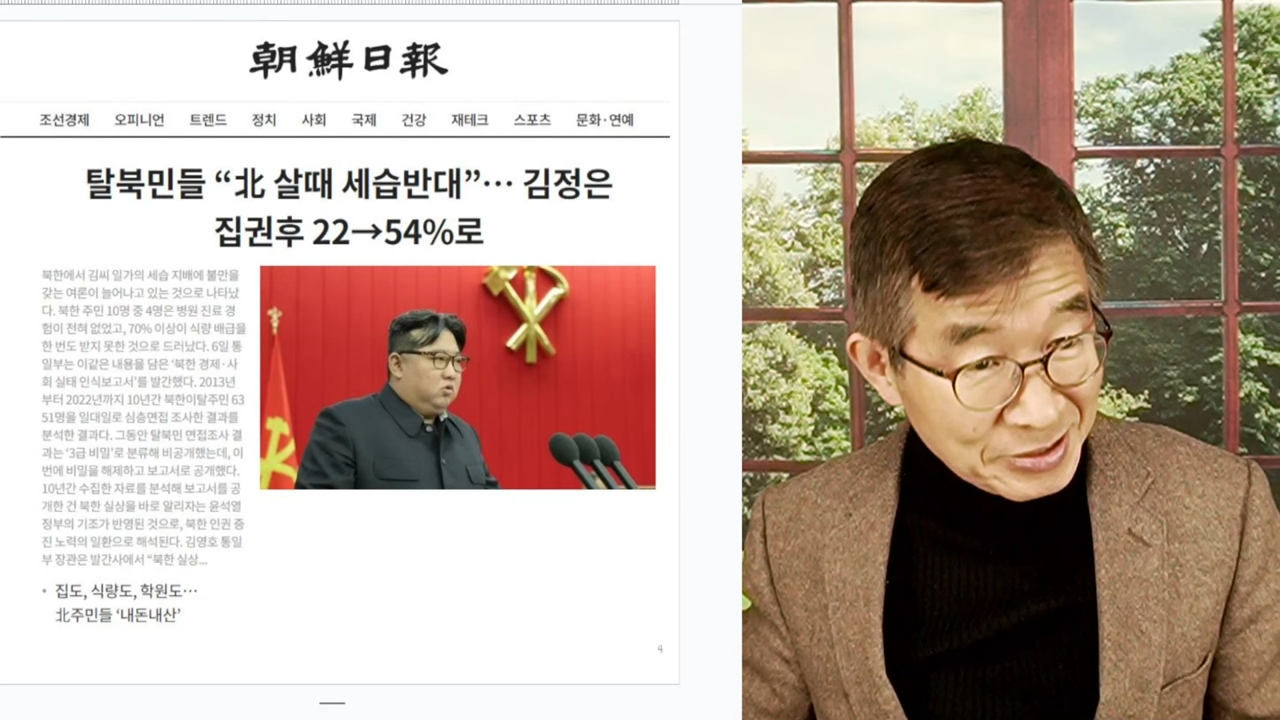 朝鮮日報
조선경제 오피니언 트렌드 정치 사회 국제 건강 재테크 스포츠 문화·연예
탈북민들 “北 살때 세습반대”… 김정은
집권후 22→54%로
북한에서 김씨 일가의 세습 지배에 불만을
갖는 여론이 늘어나고 있는 것으로 나타났
다. 북한 주민 10명 중 4명은 병원 진료 경
험이 전혀 없었고, 70% 이상이 식량 배급을
한 번도 받지 못한 것으로 드러났다. 6일 통
일부는 이같은 내용을 담은 ‘북한 경제·사
회 실태 인식보고서’를 발간했다. 2013년
부터 2022년까지 10년간 북한이탈주민 63
51명을 일대일로 심층면접 조사한 결과를
분석한 결과다. 그동안 탈북민 면접조사 결
과는 ‘3급 비밀’로 분류해 비공개했는데, 이
번에 비밀을 해제하고 보고서로 공개했다.
10년간 수집한 자료를 분석해 보고서를 공
개한 건 북한 실상을 바로 알리자는 윤석열
정부의 기조가 반영된 것으로, 북한 인권 증
진 노력의 일환으로 해석된다. 김영호 통일
부 장관은 발간사에서 “북한 실상...
• 집도, 식량도, 학원도…
北주민들 ‘내돈내산’
4